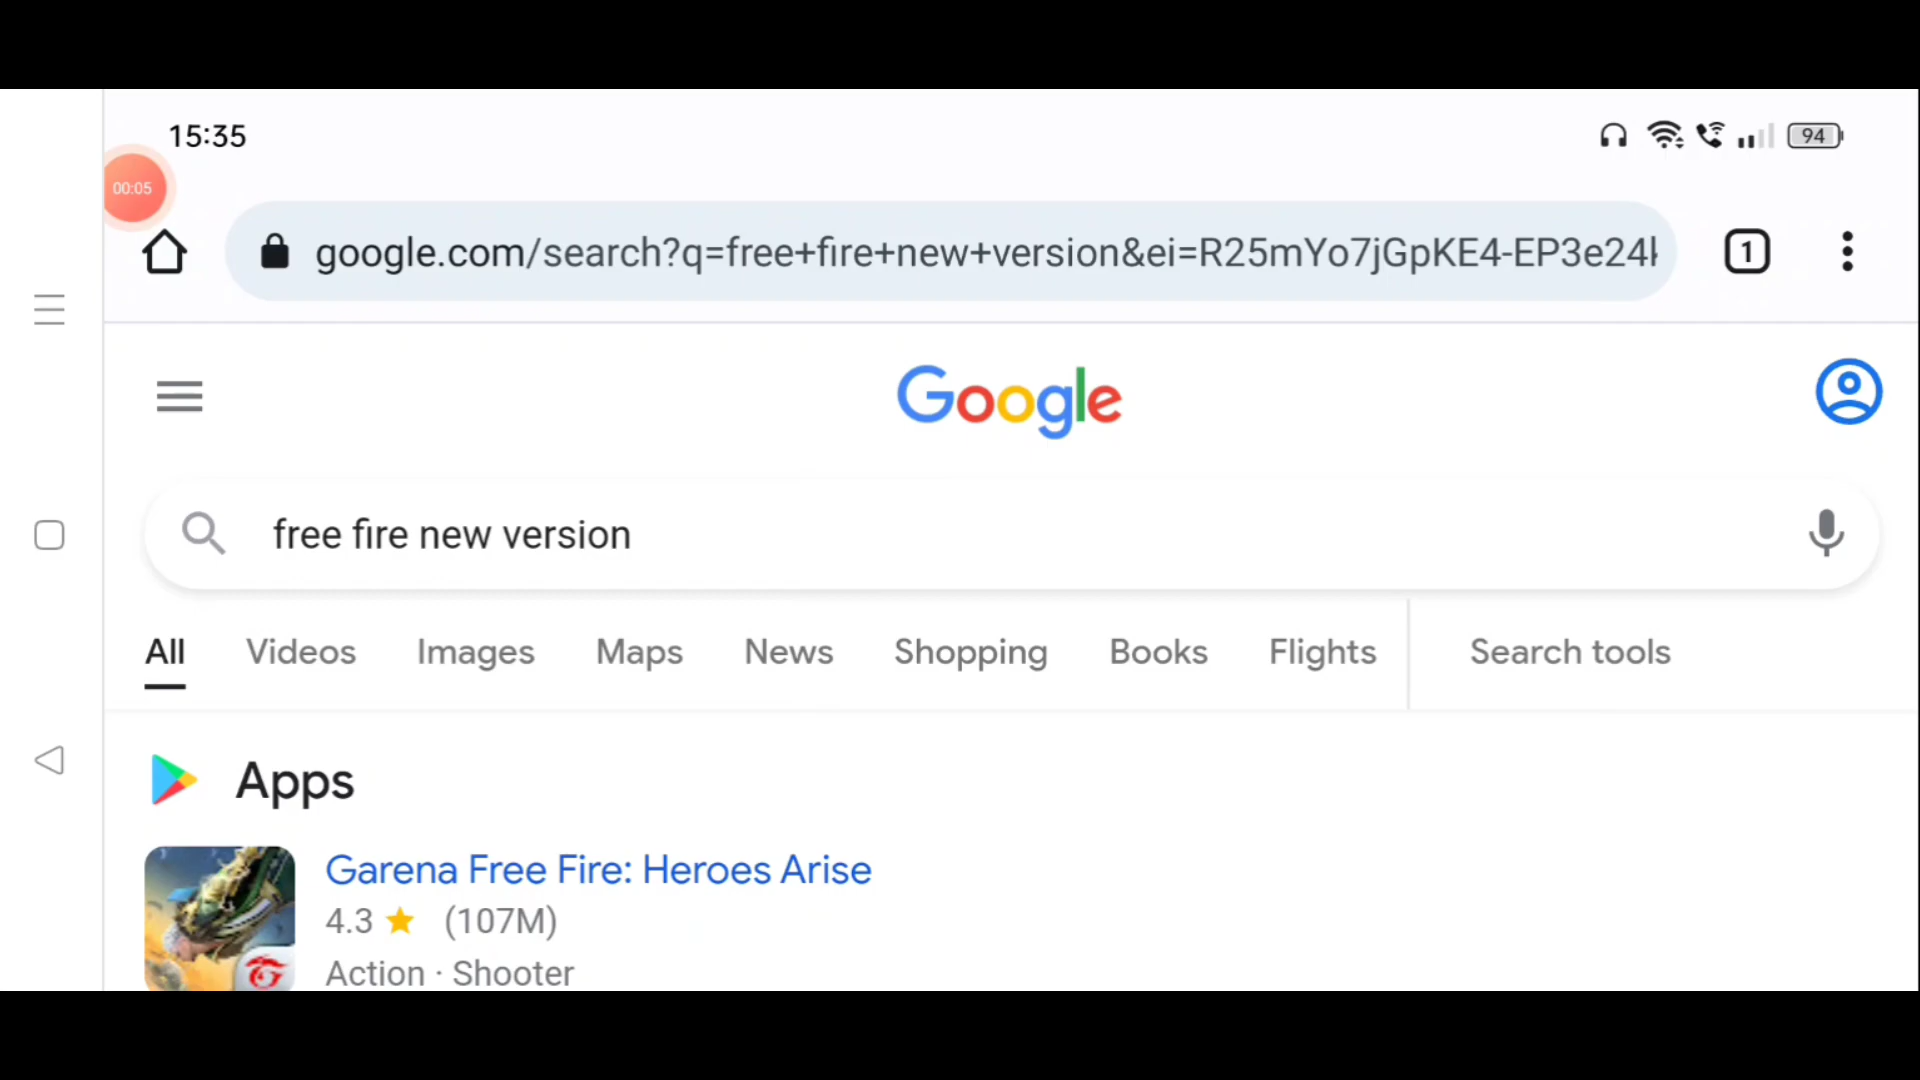 15:35
94
00:05
google.com/search?q=free+fire+new+version&ei=R25mYo7jGpKE4-EP3e24
1
Google
free fire new version
All Videos Images Maps News Shopping Books Flights Search tools
Apps
Garena Free Fire: Heroes Arise
4.3 ★ (107M)
Action · Shooter